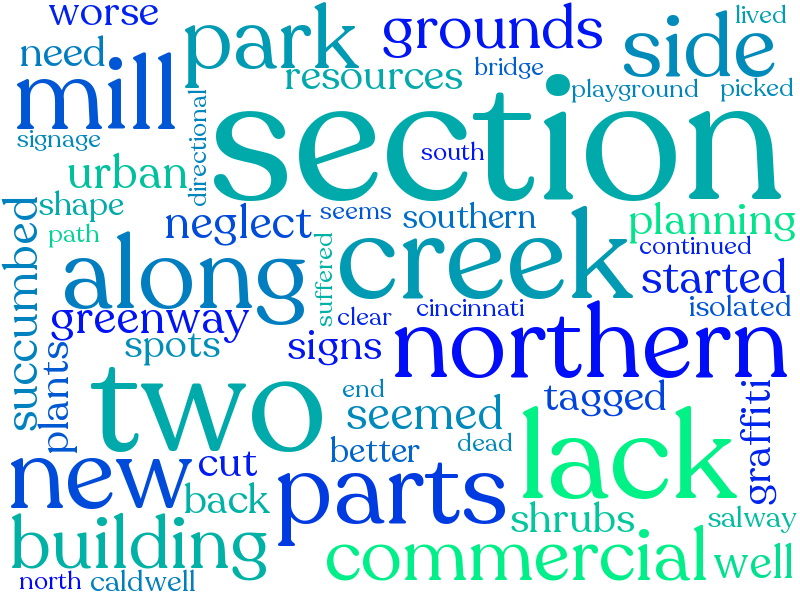 worse
park
grounds
side
lived
need
resources
bridge
playground
picked
mill
signage
directional
section
south
urban
shape
path
neglect
seems
southern
planning
succumbed
along
suffered
creek
continued
started
isolated
greenway
spots
clear
cincinnati
signs
northern
plants
two
end
seemed
tagged
graffiti
new
cut
better
dead
lack
back
parts
shrubs
salway
building
commercial
well
north
caldwell